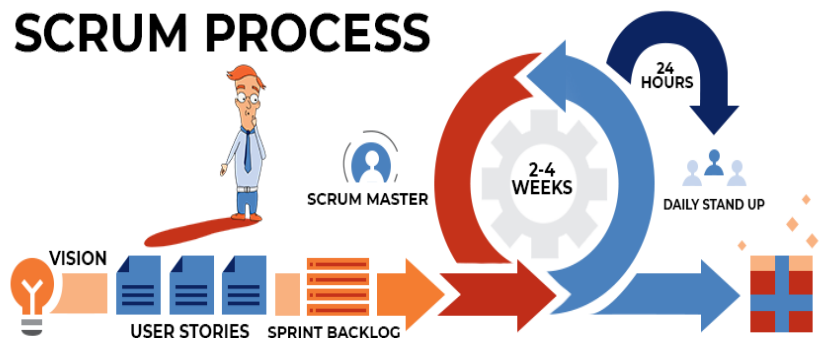 SCRUM PROCESS
24
HOURS
2-4
WEEKS
SCRUM MASTER
DAILY STAND UP
VISION
USER STORIES
SPRINT BACKLOG